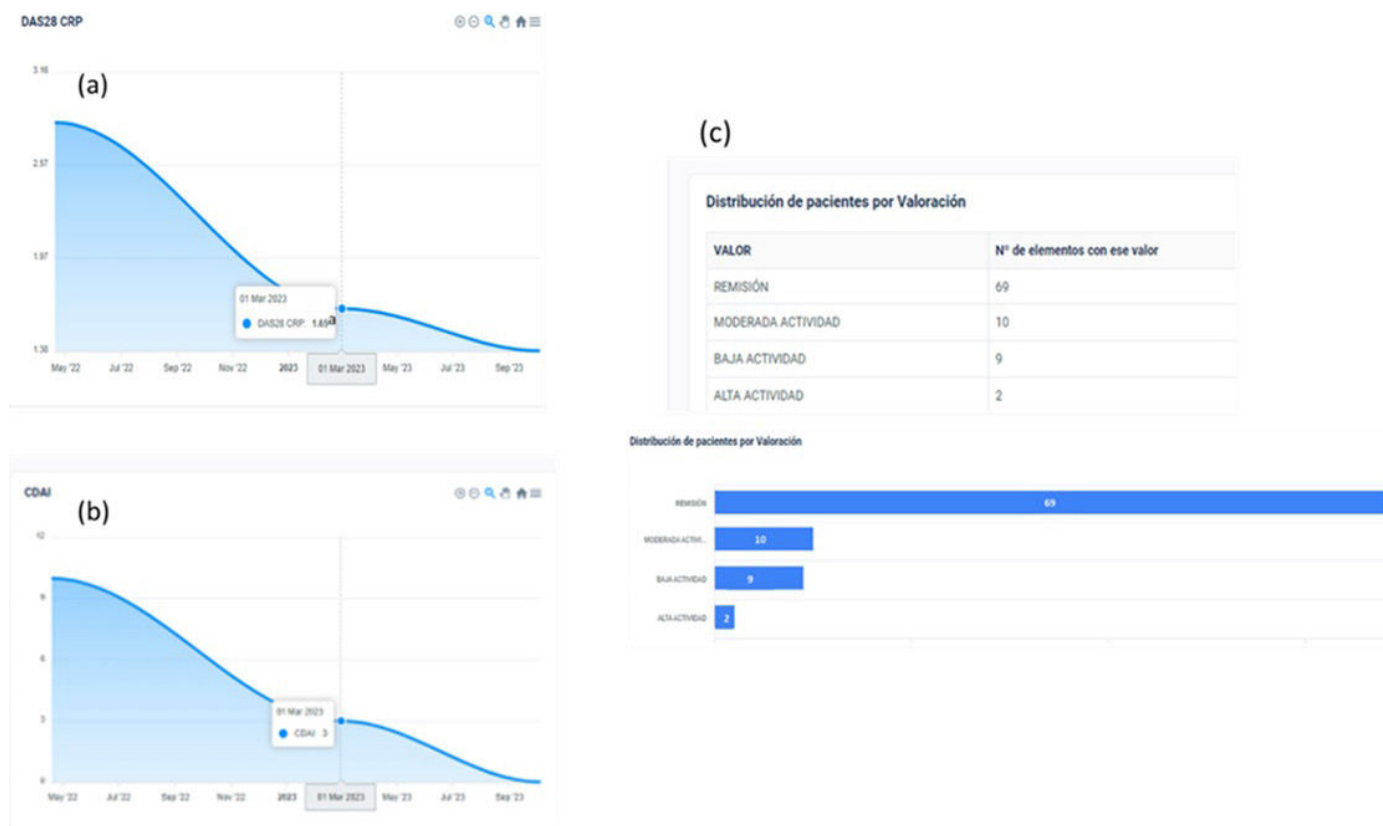 DAS28 CRP
(a)
3.16
2.57
1.97
1.38
01 Mar 2023
DAS28 CRP: 1.65a
May '22 Jul '22 Sep '22 Nov '22 2023 01 Mar 2023 May '23 Jul '23 Sep '23
CDAI
(b)
12
9
6
3
0
01 Mar 2023
CDAI: 3
May '22 Jul '22 Sep '22 Nov '22 2023 01 Mar 2023 May '23 Jul '23 Sep '23
(c)
Distribución de pacientes por Valoración
VALOR Nº de elementos con ese valor
REMISIÓN 69
MODERADA ACTIVIDAD 10
BAJA ACTIVIDAD 9
ALTA ACTIVIDAD 2
Distribución de pacientes por Valoración
REMISIÓN 69
MODERADA ACTIVI... 10
BAJA ACTIVIDAD 9
ALTA ACTIVIDAD 2